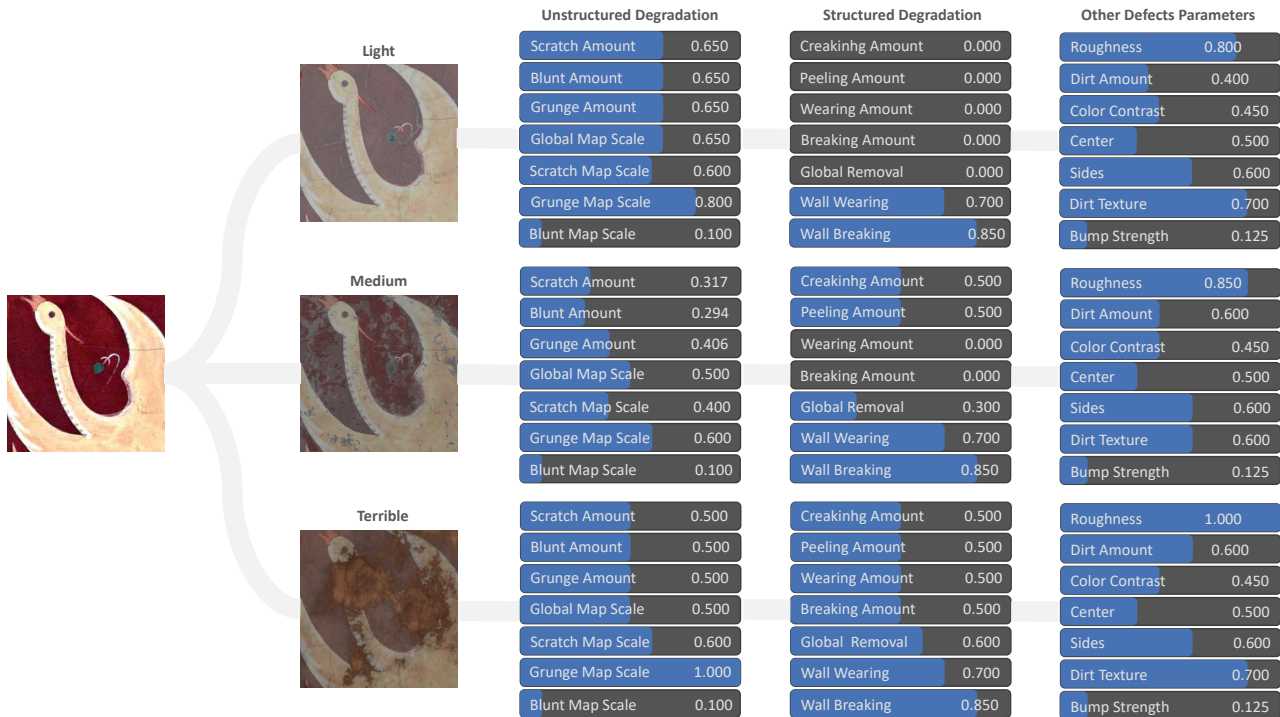 Unstructured Degradation
Structured Degradation
Other Defects Parameters
Light
Scratch Amount 0.650
Blunt Amount 0.650
Grunge Amount 0.650
Global Map Scale 0.650
Scratch Map Scale 0.600
Grunge Map Scale 0.800
Blunt Map Scale 0.100
Creakinhg Amount 0.000
Peeling Amount 0.000
Wearing Amount 0.000
Breaking Amount 0.000
Global Removal 0.000
Wall Wearing 0.700
Wall Breaking 0.850
Roughness 0.800
Dirt Amount 0.400
Color Contrast 0.450
Center 0.500
Sides 0.600
Dirt Texture 0.700
Bump Strength 0.125
Medium
Scratch Amount 0.317
Blunt Amount 0.294
Grunge Amount 0.406
Global Map Scale 0.500
Scratch Map Scale 0.400
Grunge Map Scale 0.600
Blunt Map Scale 0.100
Creakinhg Amount 0.500
Peeling Amount 0.500
Wearing Amount 0.000
Breaking Amount 0.000
Global Removal 0.300
Wall Wearing 0.700
Wall Breaking 0.850
Roughness 0.850
Dirt Amount 0.600
Color Contrast 0.450
Center 0.500
Sides 0.600
Dirt Texture 0.600
Bump Strength 0.125
Terrible
Scratch Amount 0.500
Blunt Amount 0.500
Grunge Amount 0.500
Global Map Scale 0.500
Scratch Map Scale 0.600
Grunge Map Scale 1.000
Blunt Map Scale 0.100
Creakinhg Amount 0.500
Peeling Amount 0.500
Wearing Amount 0.500
Breaking Amount 0.500
Global Removal 0.600
Wall Wearing 0.700
Wall Breaking 0.850
Roughness 1.000
Dirt Amount 0.600
Color Contrast 0.450
Center 0.500
Sides 0.600
Dirt Texture 0.700
Bump Strength 0.125